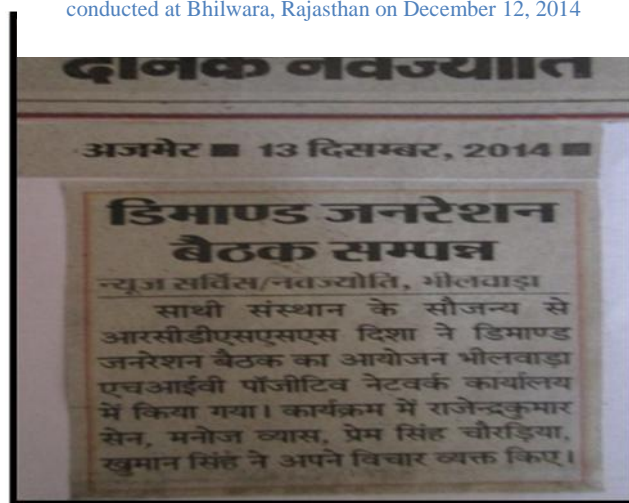 conducted at Bhilwara, Rajasthan on December 12, 2014
दैनिक नवज्योति
अजमेर ■ 13 दिसम्बर, 2014 ■
डिमाण्ड जनरेशन
बैठक सम्पन्न
न्यूज सर्विस/नवज्योति, भीलवाड़ा
साथी संस्थान के सौजन्य से
आरसीडीएसएसएस दिशा ने डिमाण्ड
जनरेशन बैठक का आयोजन भीलवाड़ा
एचआईवी पॉजीटिव नेटवर्क कार्यालय
में किया गया। कार्यक्रम में राजेन्द्रकुमार
सेन, मनोज व्यास, प्रेम सिंह चौरड़िया,
खुमान सिंह ने अपने विचार व्यक्त किए।